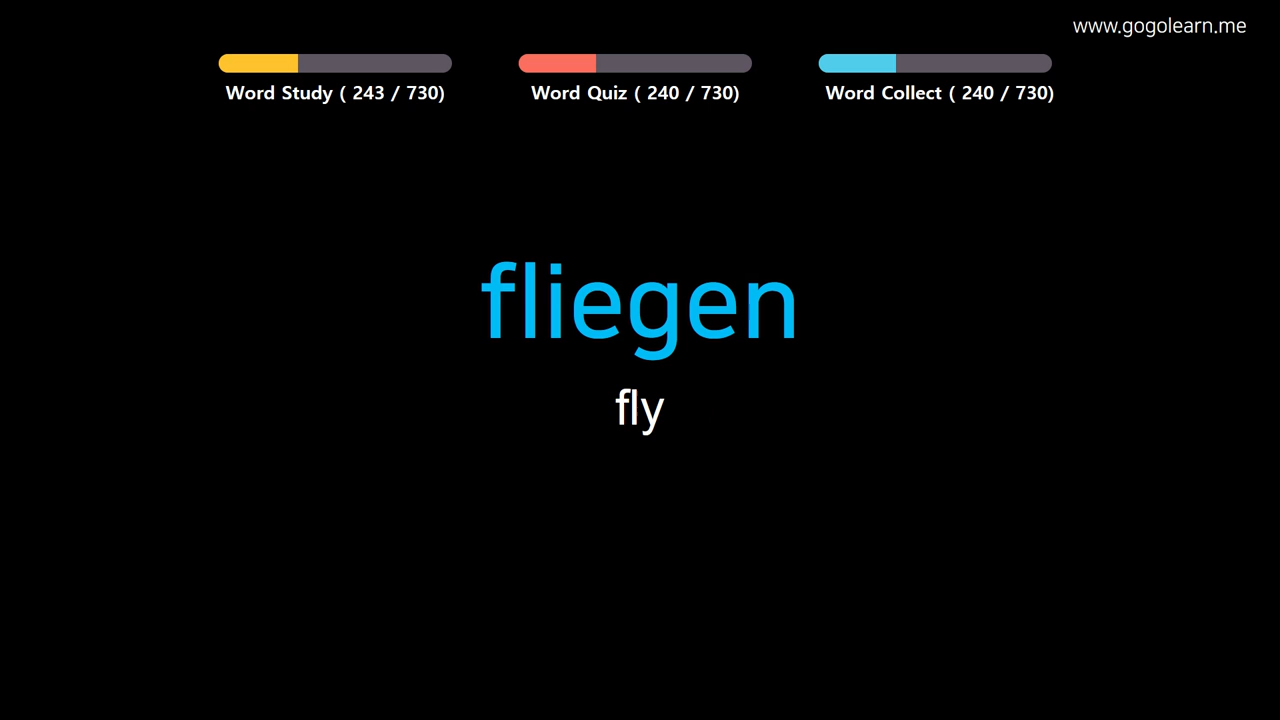 www.gogolearn.me
Word Study ( 243 / 730)
Word Quiz ( 240 / 730)
Word Collect ( 240 / 730)
fliegen
fly